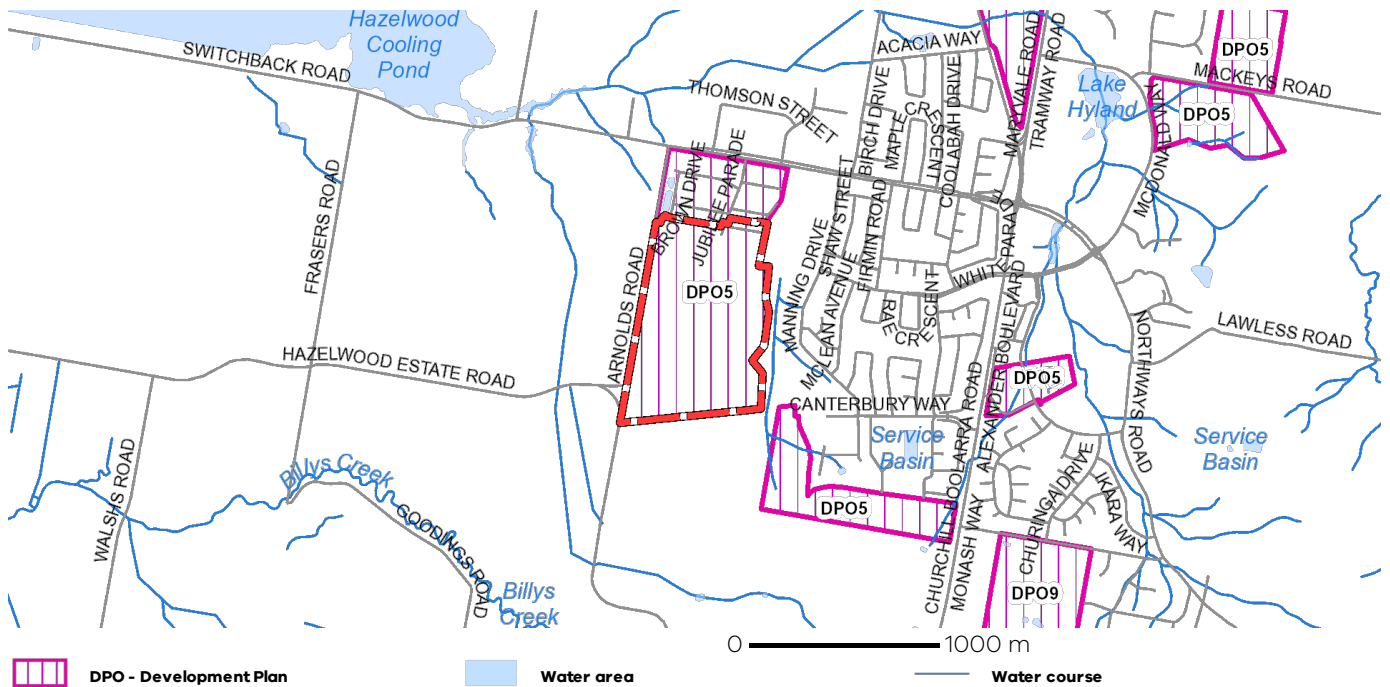 Hazelwood
Cooling
Pond
SWITCHBACK ROAD
ACACIA WAY
MARYVALE ROAD
TRAMWAY ROAD
DPO5
MACKEYS ROAD
Lake
Hyland
DPO5
THOMSON STREET
BIRCH DRIVE
MAPLE CRESCENT
COOLABAH DRIVE
FRASERS ROAD
BROWN DRIVE
JUBILEE PARADE
SHAW STREET
FIRMIN ROAD
MANNING DRIVE
MCLEAN AVENUE
PARADE
WHITE
RAE CRESCENT
ARNOLDS ROAD
DPO5
LAWLESS ROAD
NORTHWAYS ROAD
HAZELWOOD ESTATE ROAD
DPO5
CANTERBURY WAY
ALEXANDER BOULEVARD
Service
Basin
Service
Basin
WALSHS ROAD
Billys Creek
GOODINGS ROAD
DPO5
CHURCHILL BOOLARRA ROAD
MONASH WAY
CHURINGA DRIVE
IKARA WAY
Billys
Creek
DPO9
0 1000 m
DPO - Development Plan
Water area
Water course